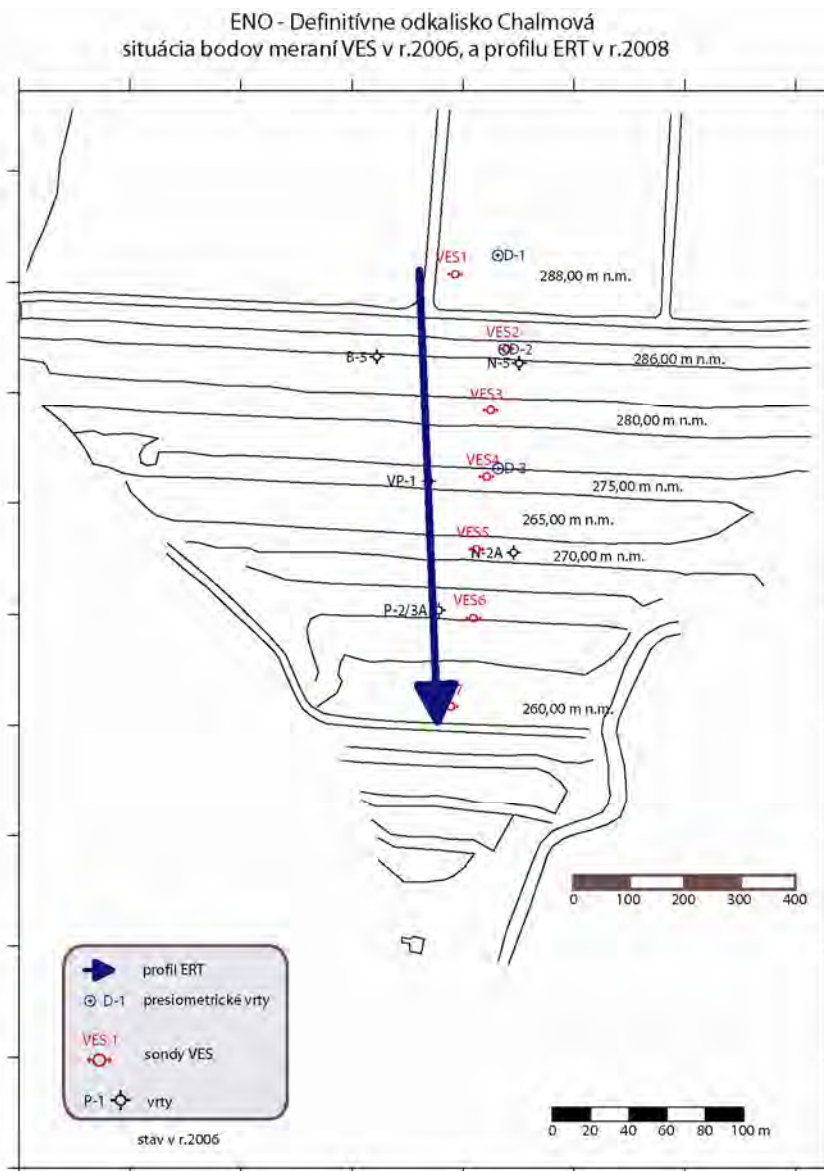 ENO - Definitívne odkalisko Chalmová
situácia bodov meraní VES v r.2006, a profilu ERT v r.2008
VES1
D-1
288,00 m n.m.
VES2
D-2
B-5
N-5
286,00 m n.m.
VES3
280,00 m n.m.
VES4
D-3
VP-1
275,00 m n.m.
265,00 m n.m.
VES5
N-2A
270,00 m n.m.
P-2/3A
VES6
7
260,00 m n.m.
0 100 200 300 400
profil ERT
D-1 presiometrické vrty
VES 1
sondy VES
P-1 vrty
stav v r.2006
0 20 40 60 80 100 m